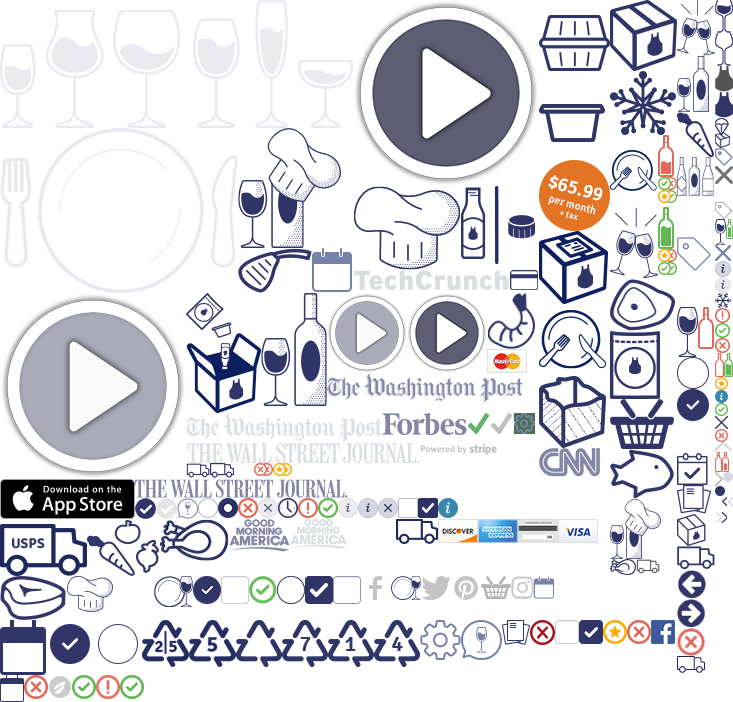 $65.99
per month
+ tax
TechCrunch
MasterCard
The Washington Post
The Washington Post
Forbes
THE WALL STREET JOURNAL.
Powered by stripe
CNN
Download on the
App Store
THE WALL STREET JOURNAL.
USPS
GOOD
MORNING
AMERICA
GOOD
MORNING
AMERICA
DISCOVER
AMERICAN
EXPRESS
VISA
2 5
5
7
1
4